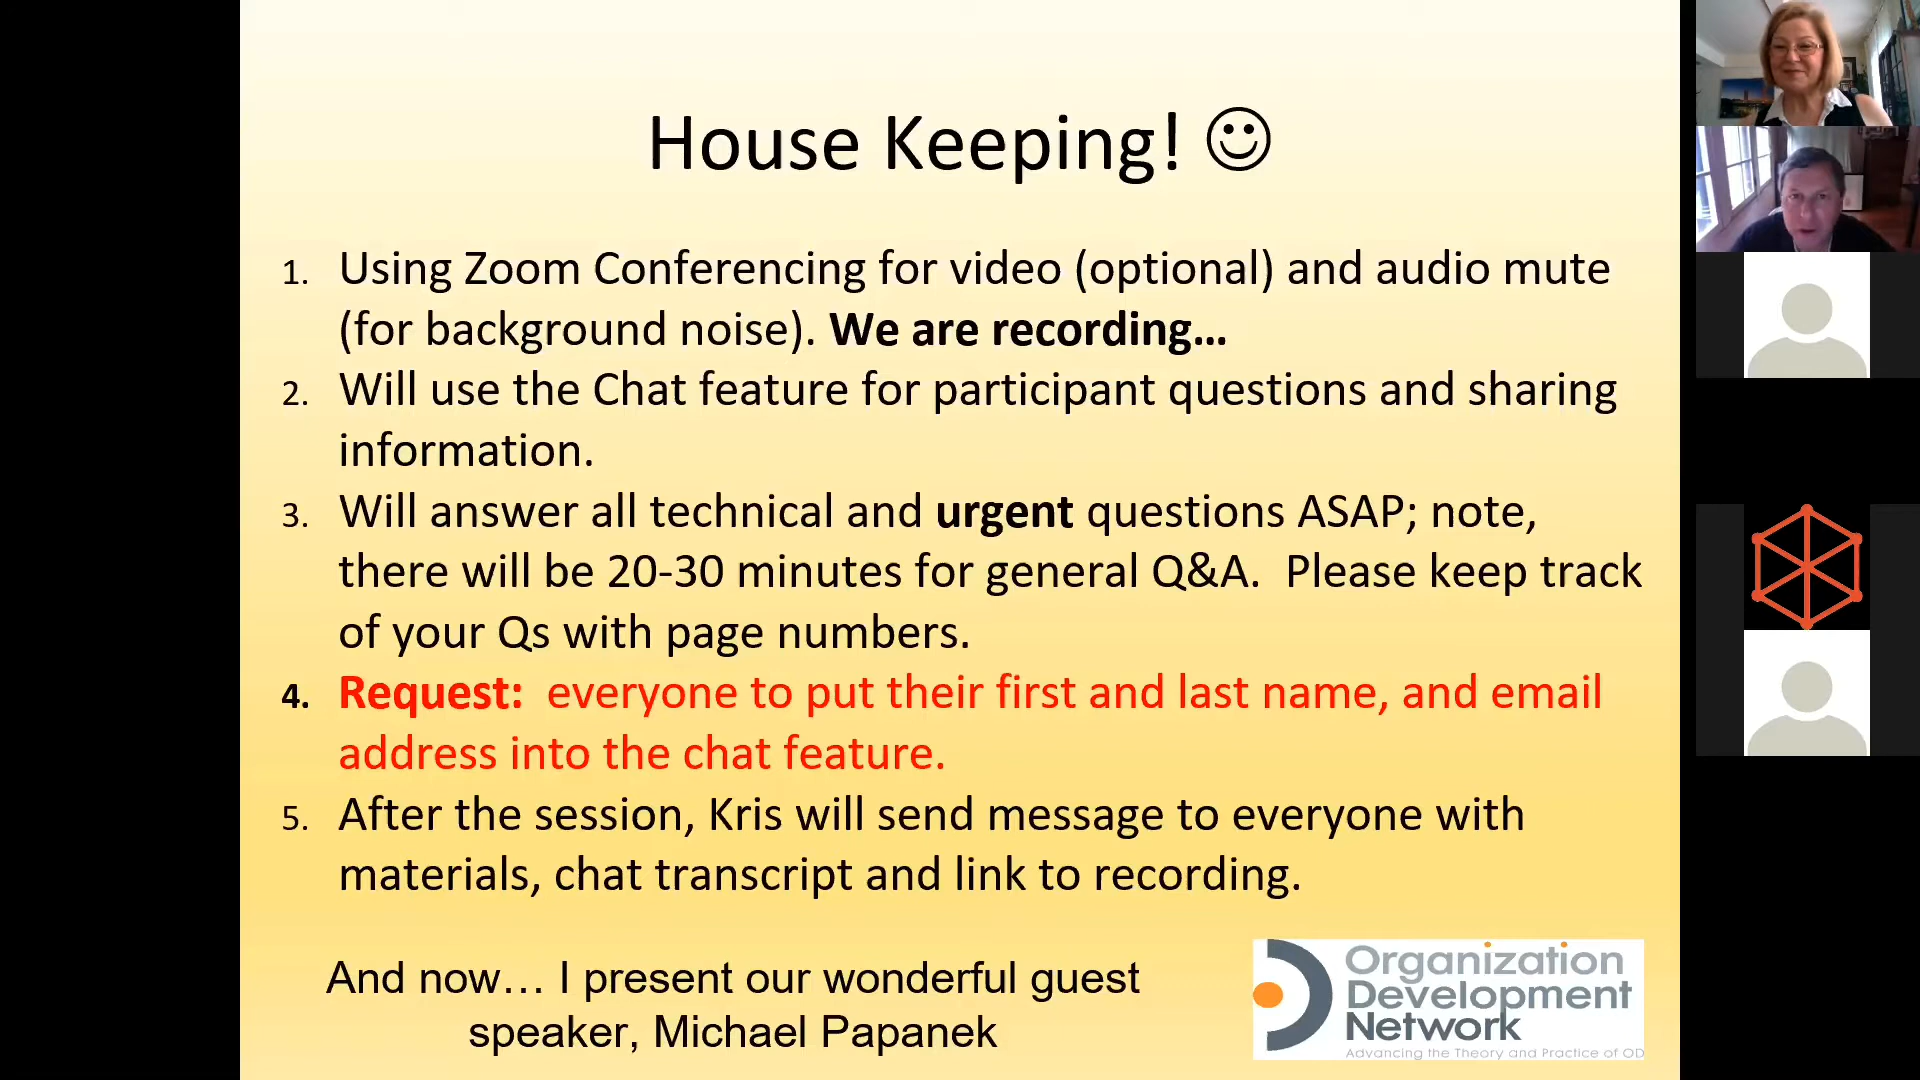 House Keeping! ☺
1. Using Zoom Conferencing for video (optional) and audio mute
(for background noise). We are recording…
2. Will use the Chat feature for participant questions and sharing
information.
3. Will answer all technical and urgent questions ASAP; note,
there will be 20-30 minutes for general Q&A.  Please keep track
of your Qs with page numbers.
4. Request:  everyone to put their first and last name, and email
address into the chat feature.
5. After the session, Kris will send message to everyone with
materials, chat transcript and link to recording.
And now… I present our wonderful guest
speaker, Michael Papanek
Organization
Development
Network
Advancing the Theory and Practice of OD